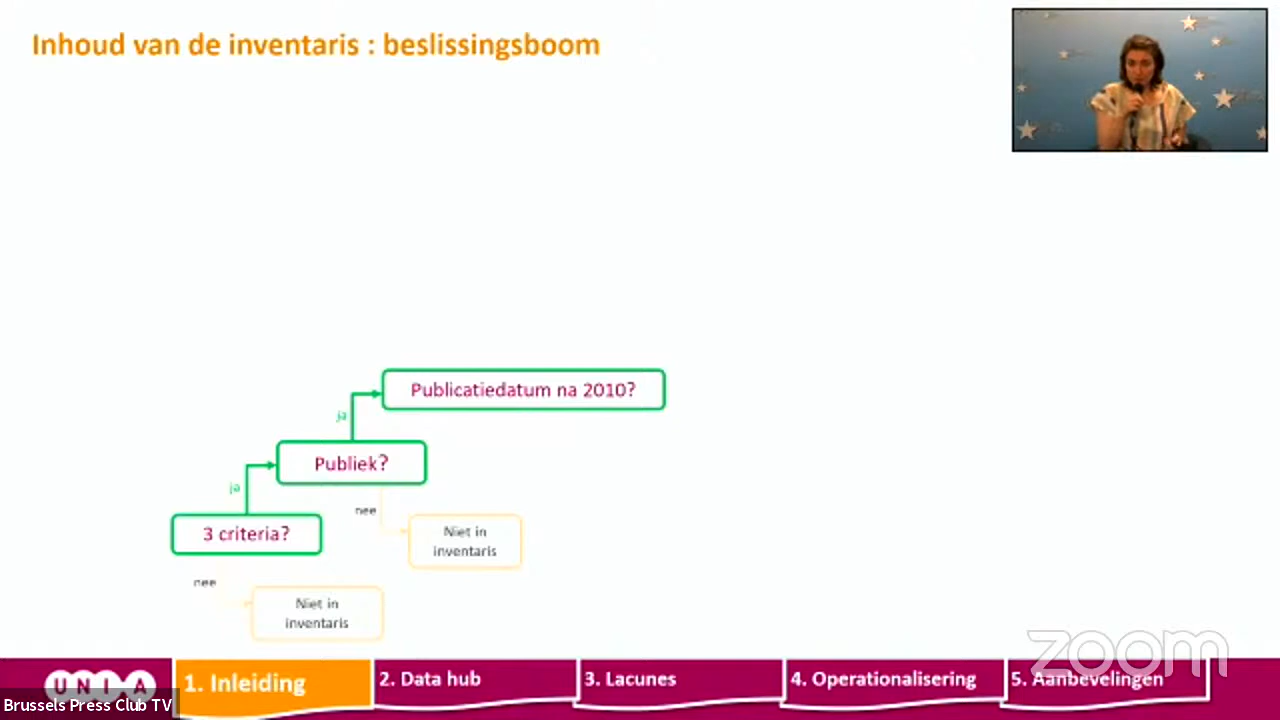 Inhoud van de inventaris : beslissingsboom
Publicatiedatum na 2010?
ja
Publiek?
ja
nee
3 criteria?
Niet in
inventaris
nee
Niet in
inventaris
zoom
UNIA
1. Inleiding
2. Data hub
3. Lacunes
4. Operationalisering
5. Aanbevelingen
Brussels Press Club TV